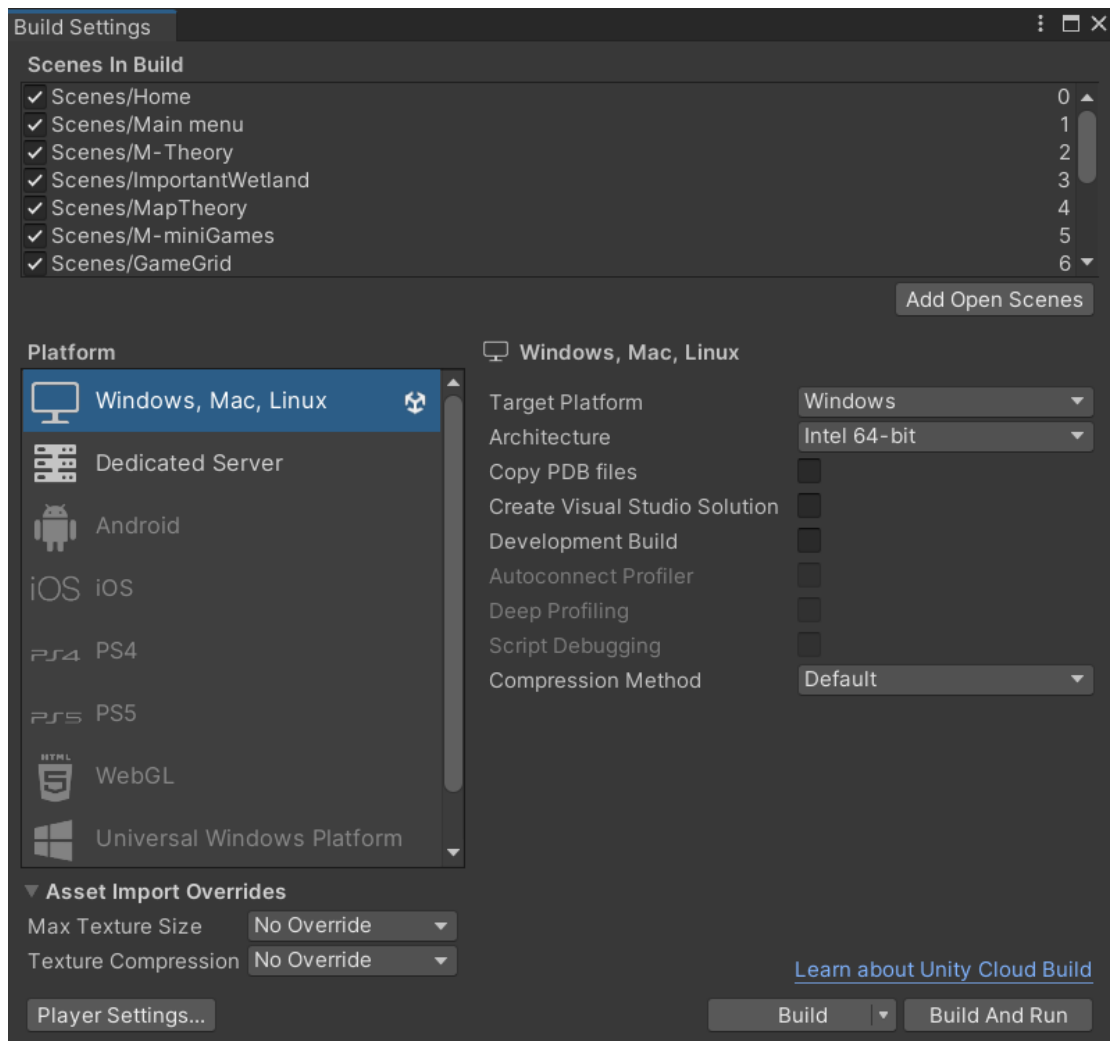 Build Settings
Scenes In Build
Scenes/Home 0
Scenes/Main menu 1
Scenes/M-Theory 2
Scenes/ImportantWetland 3
Scenes/MapTheory 4
Scenes/M-miniGames 5
Scenes/GameGrid 6
Add Open Scenes
Platform
Windows, Mac, Linux
Dedicated Server
Android
iOS iOS
PS4 PS4
PS5 PS5
HTML
5 WebGL
Universal Windows Platform
Windows, Mac, Linux
Target Platform Windows
Architecture Intel 64-bit
Copy PDB files
Create Visual Studio Solution
Development Build
Autoconnect Profiler
Deep Profiling
Script Debugging
Compression Method Default
Asset Import Overrides
Max Texture Size No Override
Texture Compression No Override
Learn about Unity Cloud Build
Player Settings... Build Build And Run